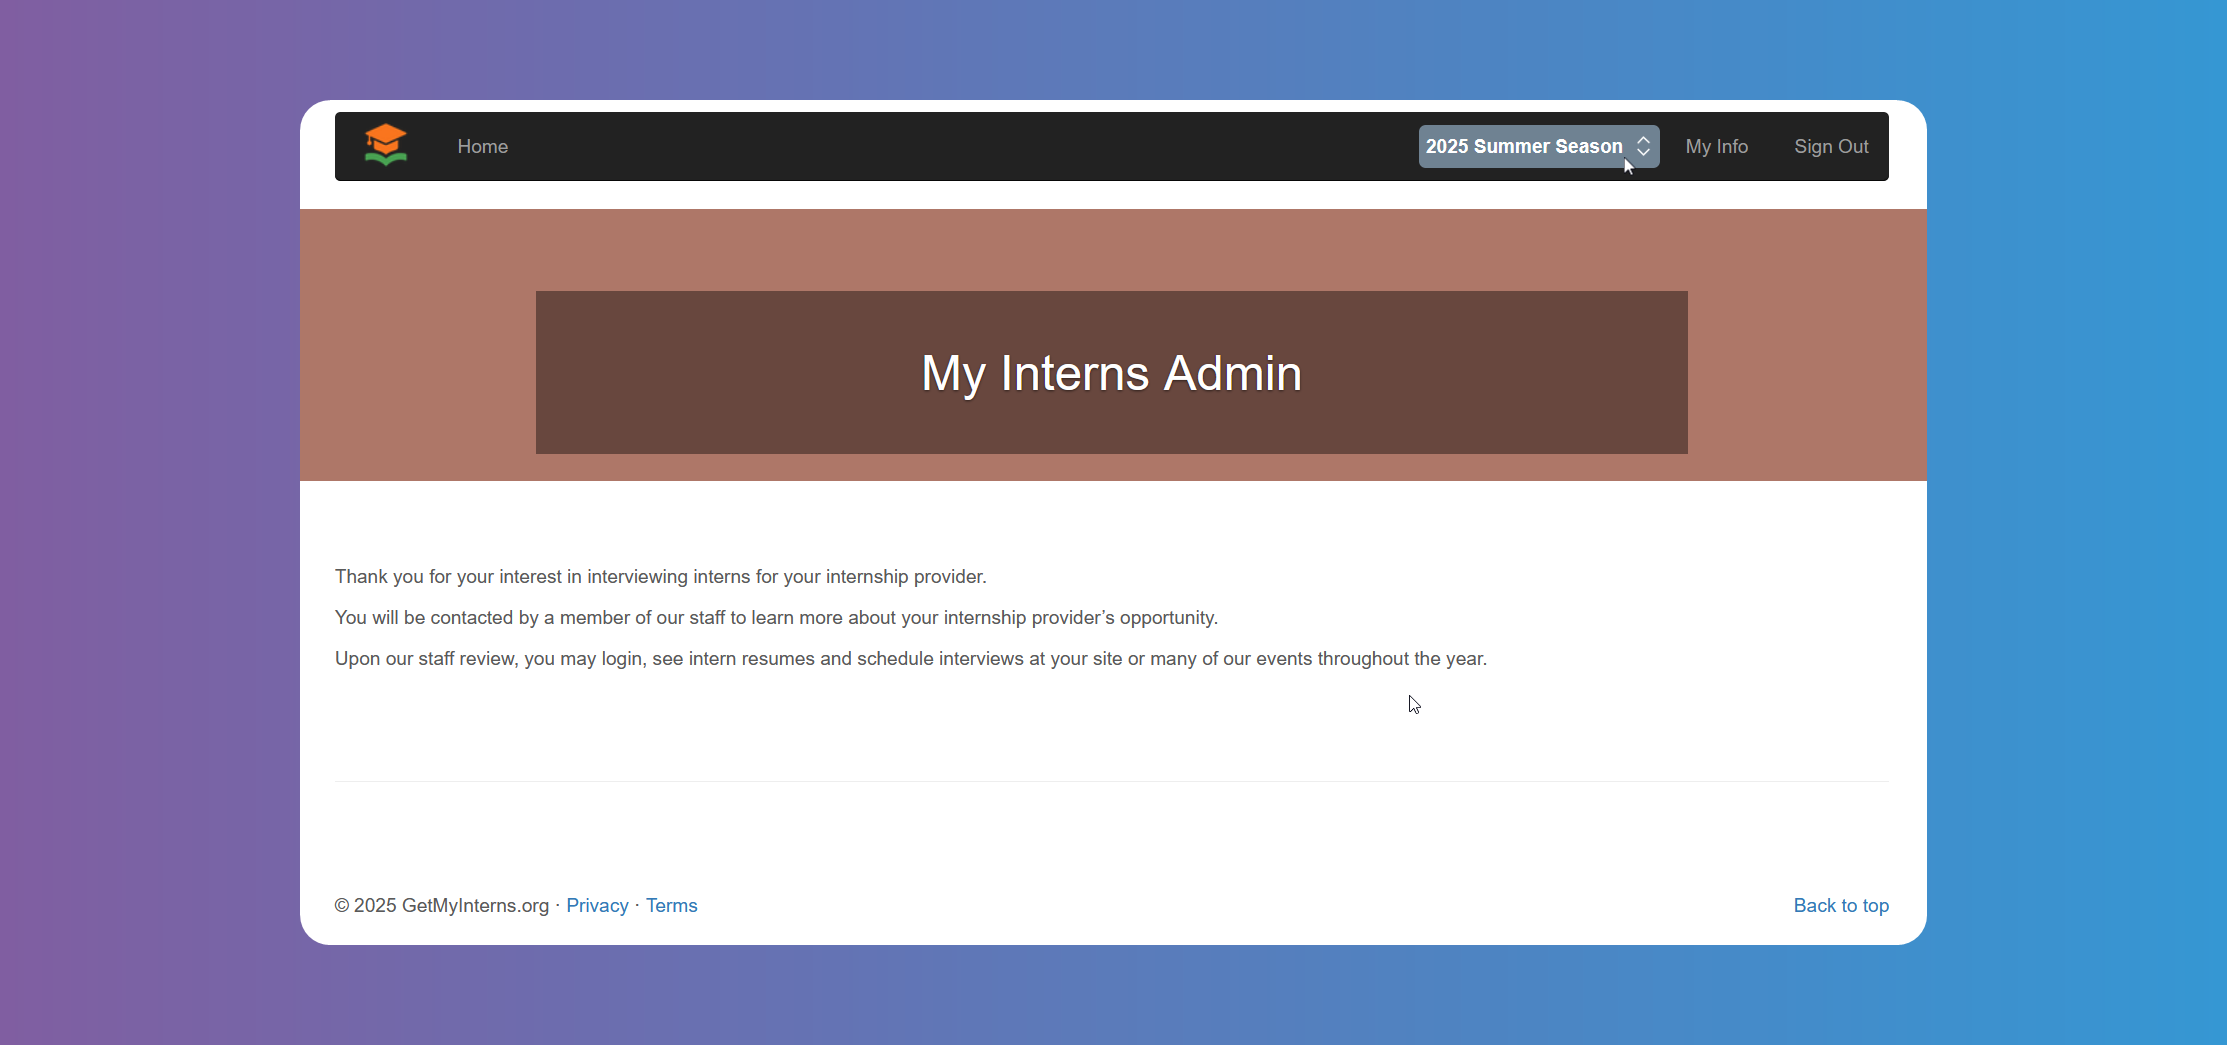 Home
2025 Summer Season
My Info
Sign Out
My Interns Admin
Thank you for your interest in interviewing interns for your internship provider.
You will be contacted by a member of our staff to learn more about your internship provider’s opportunity.
Upon our staff review, you may login, see intern resumes and schedule interviews at your site or many of our events throughout the year.
© 2025 GetMyInterns.org · Privacy · Terms
Back to top